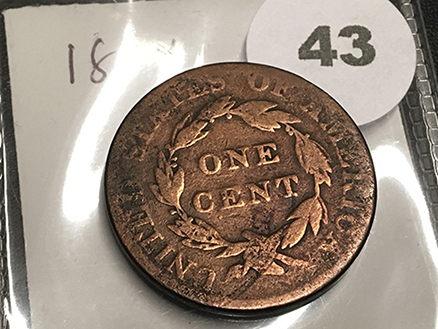 18
43
UNITED STATES OF AMERICA
ONE
CENT